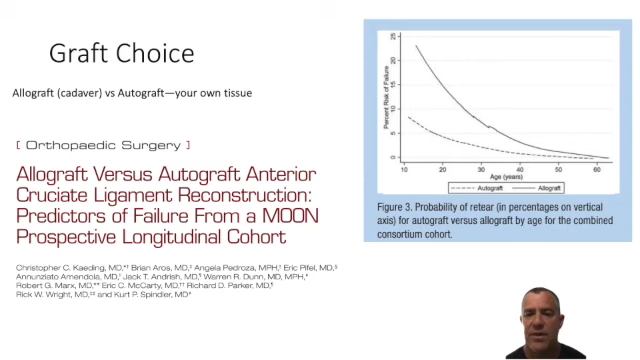 Graft Choice
Allograft (cadaver) vs Autograft—your own tissue
[ Orthopaedic Surgery ]
Allograft Versus Autograft Anterior
Cruciate Ligament Reconstruction:
Predictors of Failure From a MOON
Prospective Longitudinal Cohort
Christopher C. Kaeding, MD,*† Brian Aros, MD,‡ Angela Pedroza, MPH,† Eric Pifel, MD,§
Annunziato Amendola, MD,|| Jack T. Andrish, MD,¶ Warren R. Dunn, MD, MPH,#
Robert G. Marx, MD,** Eric C. McCarty, MD,†† Richard D. Parker, MD,¶
Rick W. Wright, MD,‡‡ and Kurt P. Spindler, MD#
Percent Risk of Failure
25
20
15
10
5
0
10 20 30 40 50 60
Age (years)
Autograft Allograft
Figure 3. Probability of retear (in percentages on vertical
axis) for autograft versus allograft by age for the combined
consortium cohort.